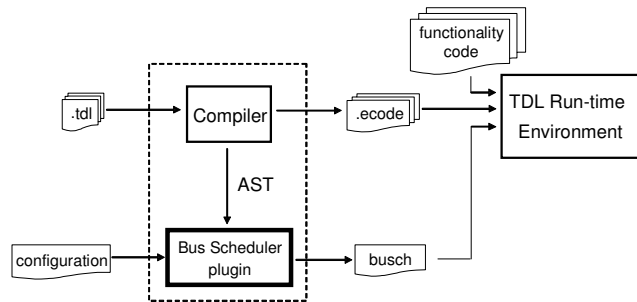 functionality
code
.tdl
Compiler
.ecode
TDL Run-time
Environment
AST
configuration
Bus Scheduler
plugin
busch